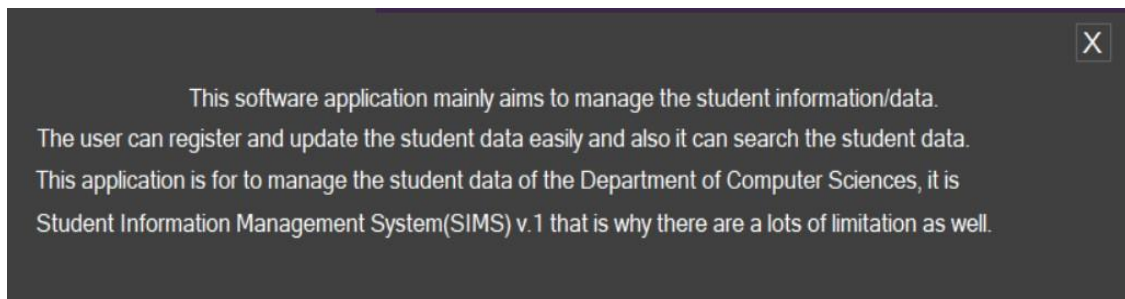 X
This software application mainly aims to manage the student information/data.
The user can register and update the student data easily and also it can search the student data.
This application is for to manage the student data of the Department of Computer Sciences, it is
Student Information Management System(SIMS) v.1 that is why there are a lots of limitation as well.